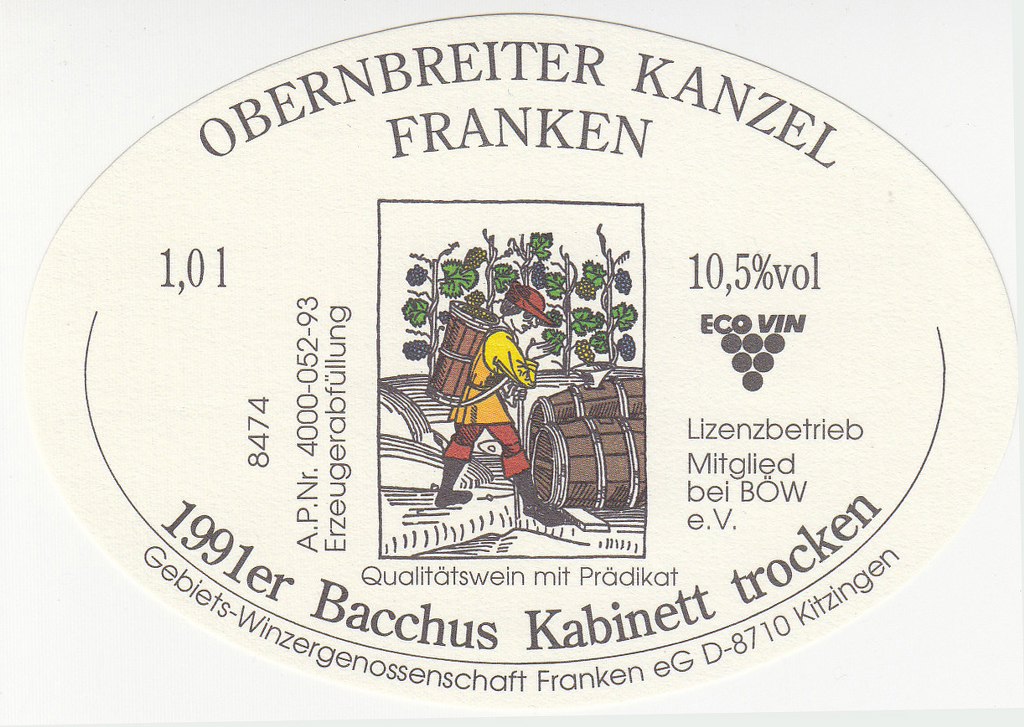 OBERNBREITER KANZEL
FRANKEN
1,0 l
10,5%vol
ECO VIN
8474
A.P.Nr. 4000-052-93
Erzeugerabfüllung
Lizenzbetrieb
Mitglied
bei BÖW
e.V.
Qualitätswein mit Prädikat
1991er Bacchus Kabinett trocken
Gebiets-Winzergenossenschaft Franken eG D-8710 Kitzingen